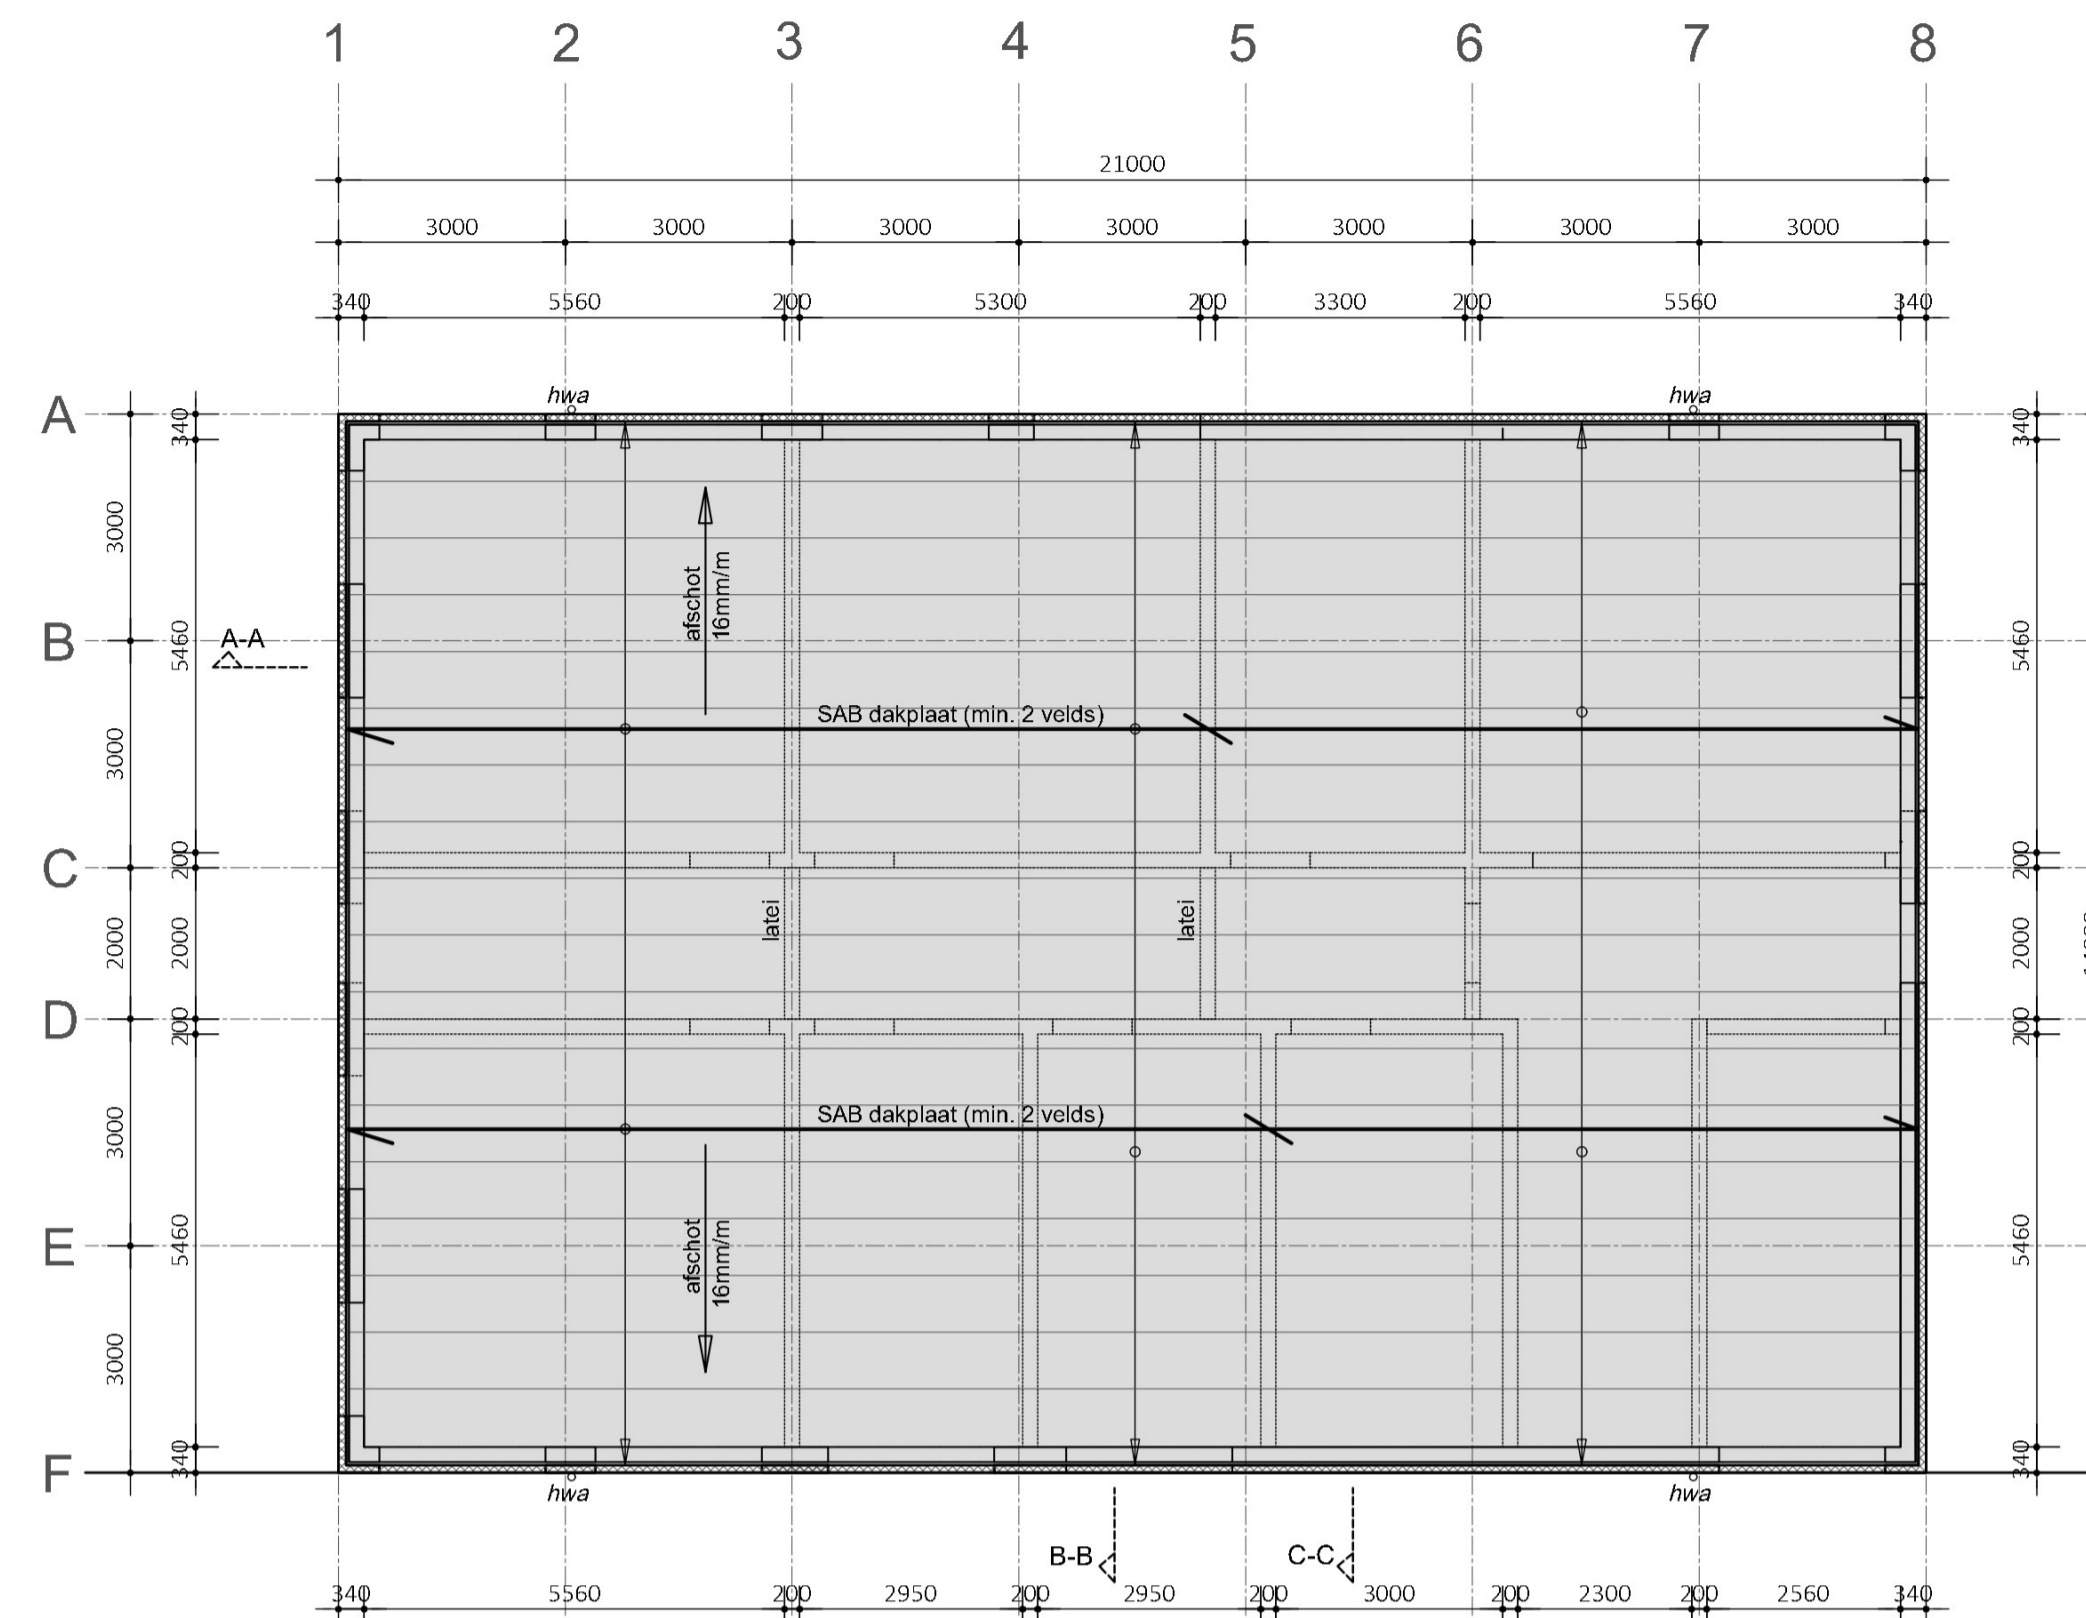 1 2 3 4 5 6 7 8
21000
3000 3000 3000 3000 3000 3000 3000
340 5560 200 5300 200 3300 200 5560 340
hwa hwa
A 340 340
3000
afschot
16mm/m
B 5460 A-A 5460
SAB dakplaat (min. 2 velds)
3000
C 200 200
latei latei
2000 2000 2000
D 200 200
3000
SAB dakplaat (min. 2 velds)
afschot
16mm/m
E 5460 5460
3000
F 340 340
hwa hwa
B-B C-C
340 5560 200 2950 200 2950 200 3000 200 2300 200 2560 340